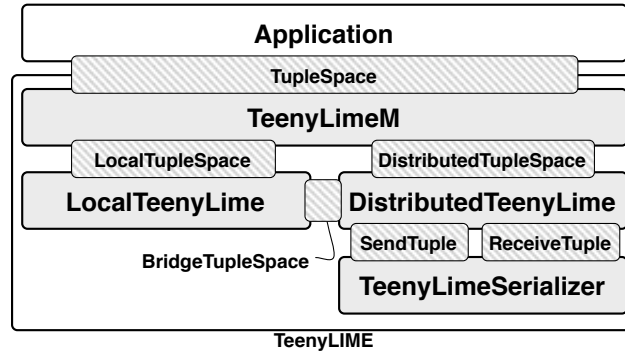 Application
TupleSpace
TeenyLimeM
LocalTupleSpace
DistributedTupleSpace
LocalTeenyLime
DistributedTeenyLime
SendTuple
ReceiveTuple
BridgeTupleSpace
TeenyLimeSerializer
TeenyLIME